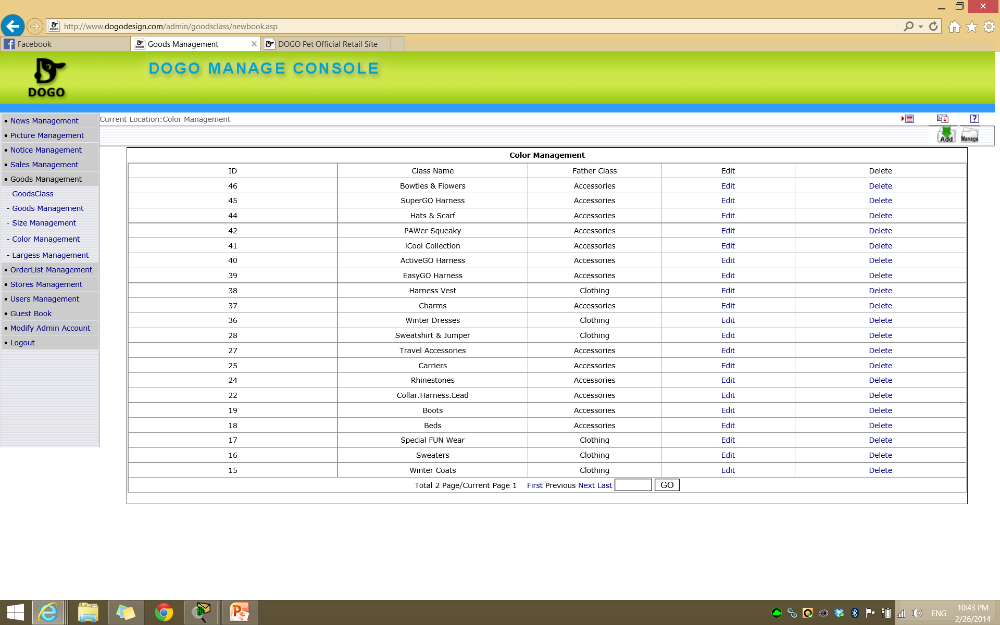 http://www.dogodesign.com/admin/goodsclass/newbook.asp
Facebook
Goods Management
DOGO Pet Official Retail Site
DOGO
DOGO MANAGE CONSOLE
• News Management
• Picture Management
• Notice Management
• Sales Management
• Goods Management
- GoodsClass
- Goods Management
- Size Management
- Color Management
- Largess Management
• OrderList Management
• Stores Management
• Users Management
• Guest Book
• Modify Admin Account
• Logout
Current Location:Color Management
Add
Manage
Color Management
ID Class Name Father Class Edit Delete
46 Bowties & Flowers Accessories Edit Delete
45 SuperGO Harness Accessories Edit Delete
44 Hats & Scarf Accessories Edit Delete
42 PAWer Squeaky Accessories Edit Delete
41 iCool Collection Accessories Edit Delete
40 ActiveGO Harness Accessories Edit Delete
39 EasyGO Harness Accessories Edit Delete
38 Harness Vest Clothing Edit Delete
37 Charms Accessories Edit Delete
36 Winter Dresses Clothing Edit Delete
28 Sweatshirt & Jumper Clothing Edit Delete
27 Travel Accessories Accessories Edit Delete
25 Carriers Accessories Edit Delete
24 Rhinestones Accessories Edit Delete
22 Collar.Harness.Lead Accessories Edit Delete
19 Boots Accessories Edit Delete
18 Beds Accessories Edit Delete
17 Special FUN Wear Clothing Edit Delete
16 Sweaters Clothing Edit Delete
15 Winter Coats Clothing Edit Delete
Total 2 Page/Current Page 1 First Previous Next Last GO
ENG
10:43 PM
2/26/2014